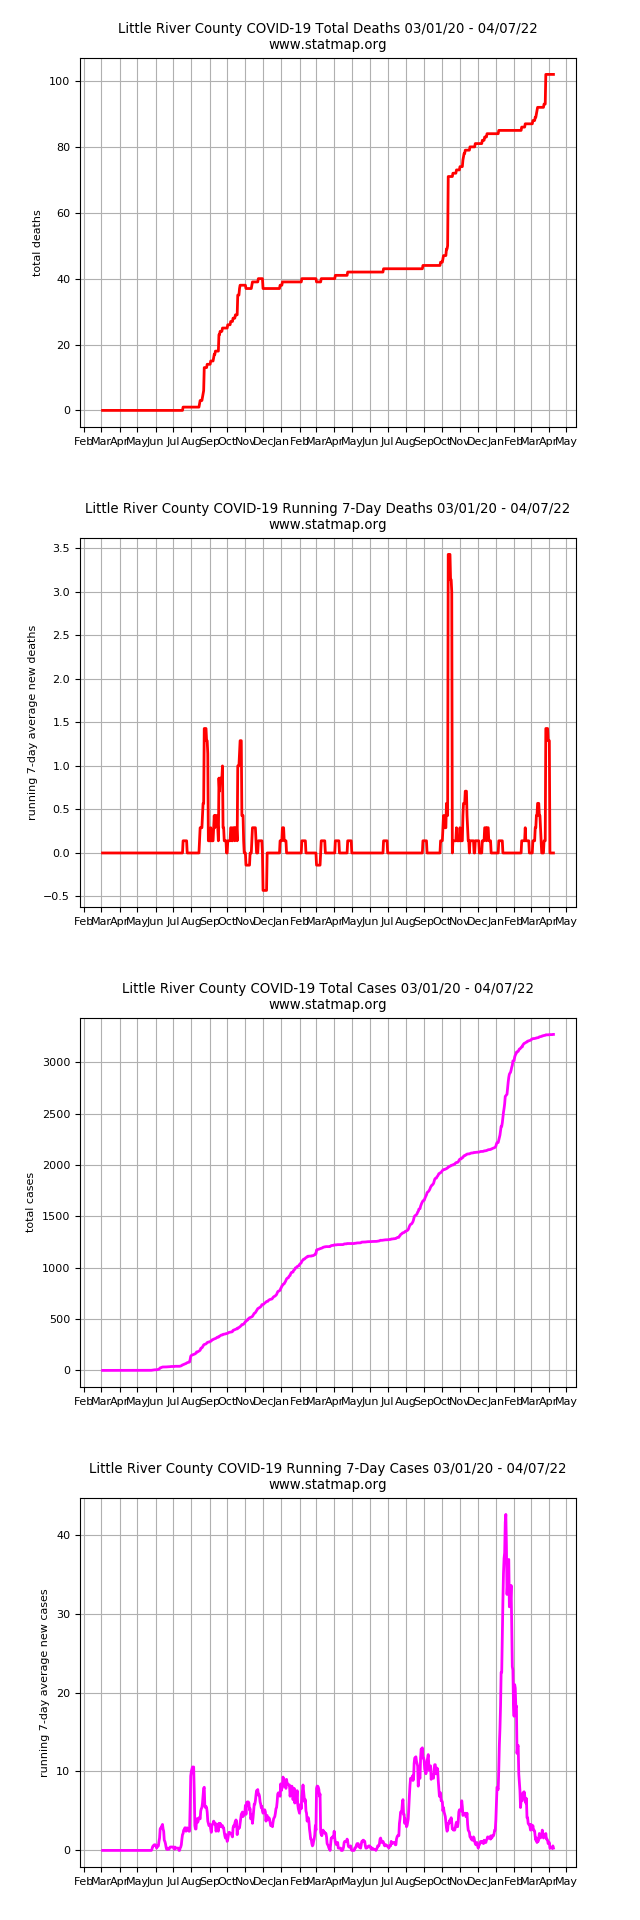 Little River County COVID-19 Total Deaths 03/01/20 - 04/07/22
www.statmap.org
100
80
60
40
20
0
total deaths
Feb Mar Apr May Jun Jul Aug Sep Oct Nov Dec Jan Feb Mar Apr May Jun Jul Aug Sep Oct Nov Dec Jan Feb Mar Apr May
Little River County COVID-19 Running 7-Day Deaths 03/01/20 - 04/07/22
www.statmap.org
3.5
3.0
2.5
2.0
1.5
1.0
0.5
0.0
−0.5
running 7-day average new deaths
Feb Mar Apr May Jun Jul Aug Sep Oct Nov Dec Jan Feb Mar Apr May Jun Jul Aug Sep Oct Nov Dec Jan Feb Mar Apr May
Little River County COVID-19 Total Cases 03/01/20 - 04/07/22
www.statmap.org
3000
2500
2000
1500
1000
500
0
total cases
Feb Mar Apr May Jun Jul Aug Sep Oct Nov Dec Jan Feb Mar Apr May Jun Jul Aug Sep Oct Nov Dec Jan Feb Mar Apr May
Little River County COVID-19 Running 7-Day Cases 03/01/20 - 04/07/22
www.statmap.org
40
30
20
10
0
running 7-day average new cases
Feb Mar Apr May Jun Jul Aug Sep Oct Nov Dec Jan Feb Mar Apr May Jun Jul Aug Sep Oct Nov Dec Jan Feb Mar Apr May